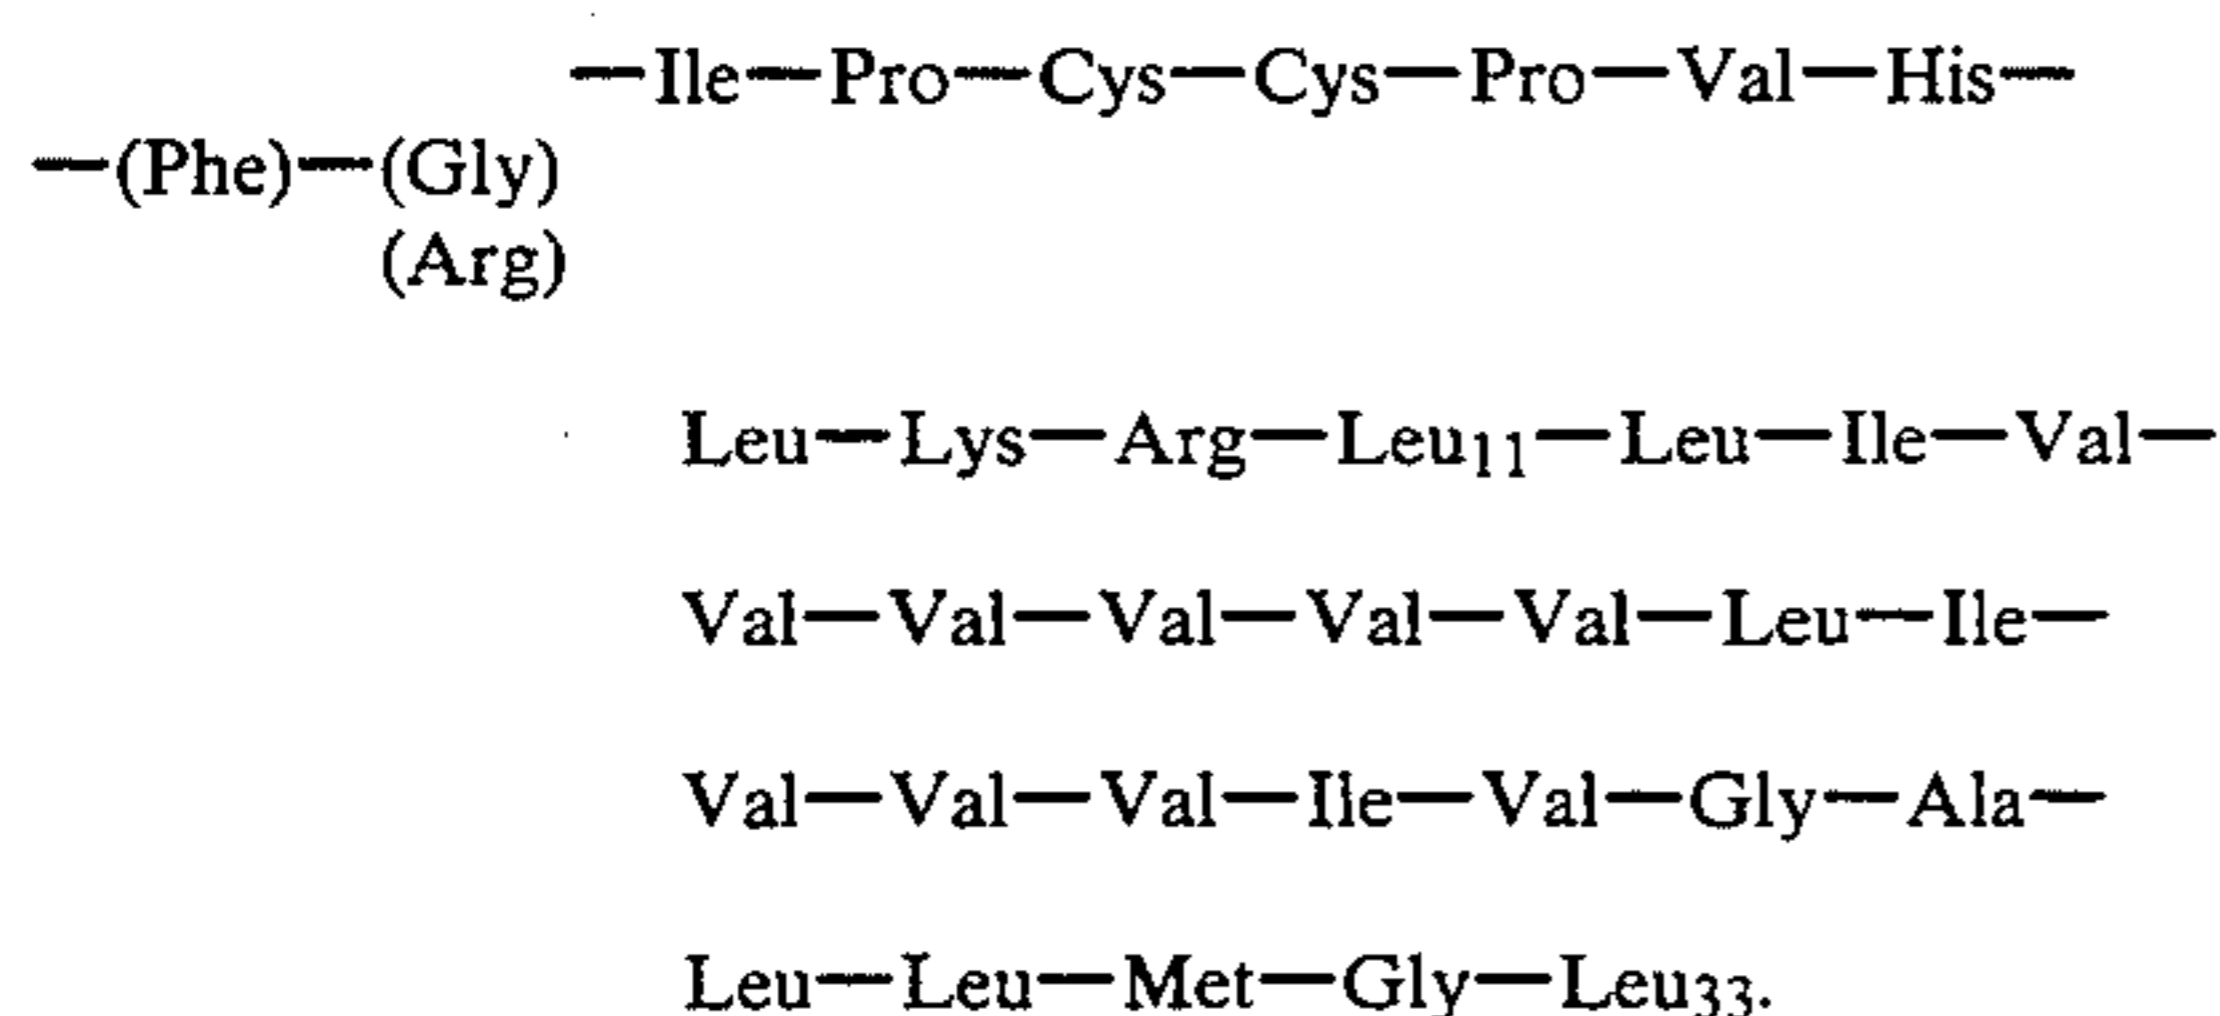 —Ile—Pro—Cys—Cys—Pro—Val—His—
—(Phe)—(Gly)
(Arg)
Leu—Lys—Arg—Leu₁₁—Leu—Ile—Val—
Val—Val—Val—Val—Val—Leu—Ile—
Val—Val—Val—Ile—Val—Gly—Ala—
Leu—Leu—Met—Gly—Leu₃₃.